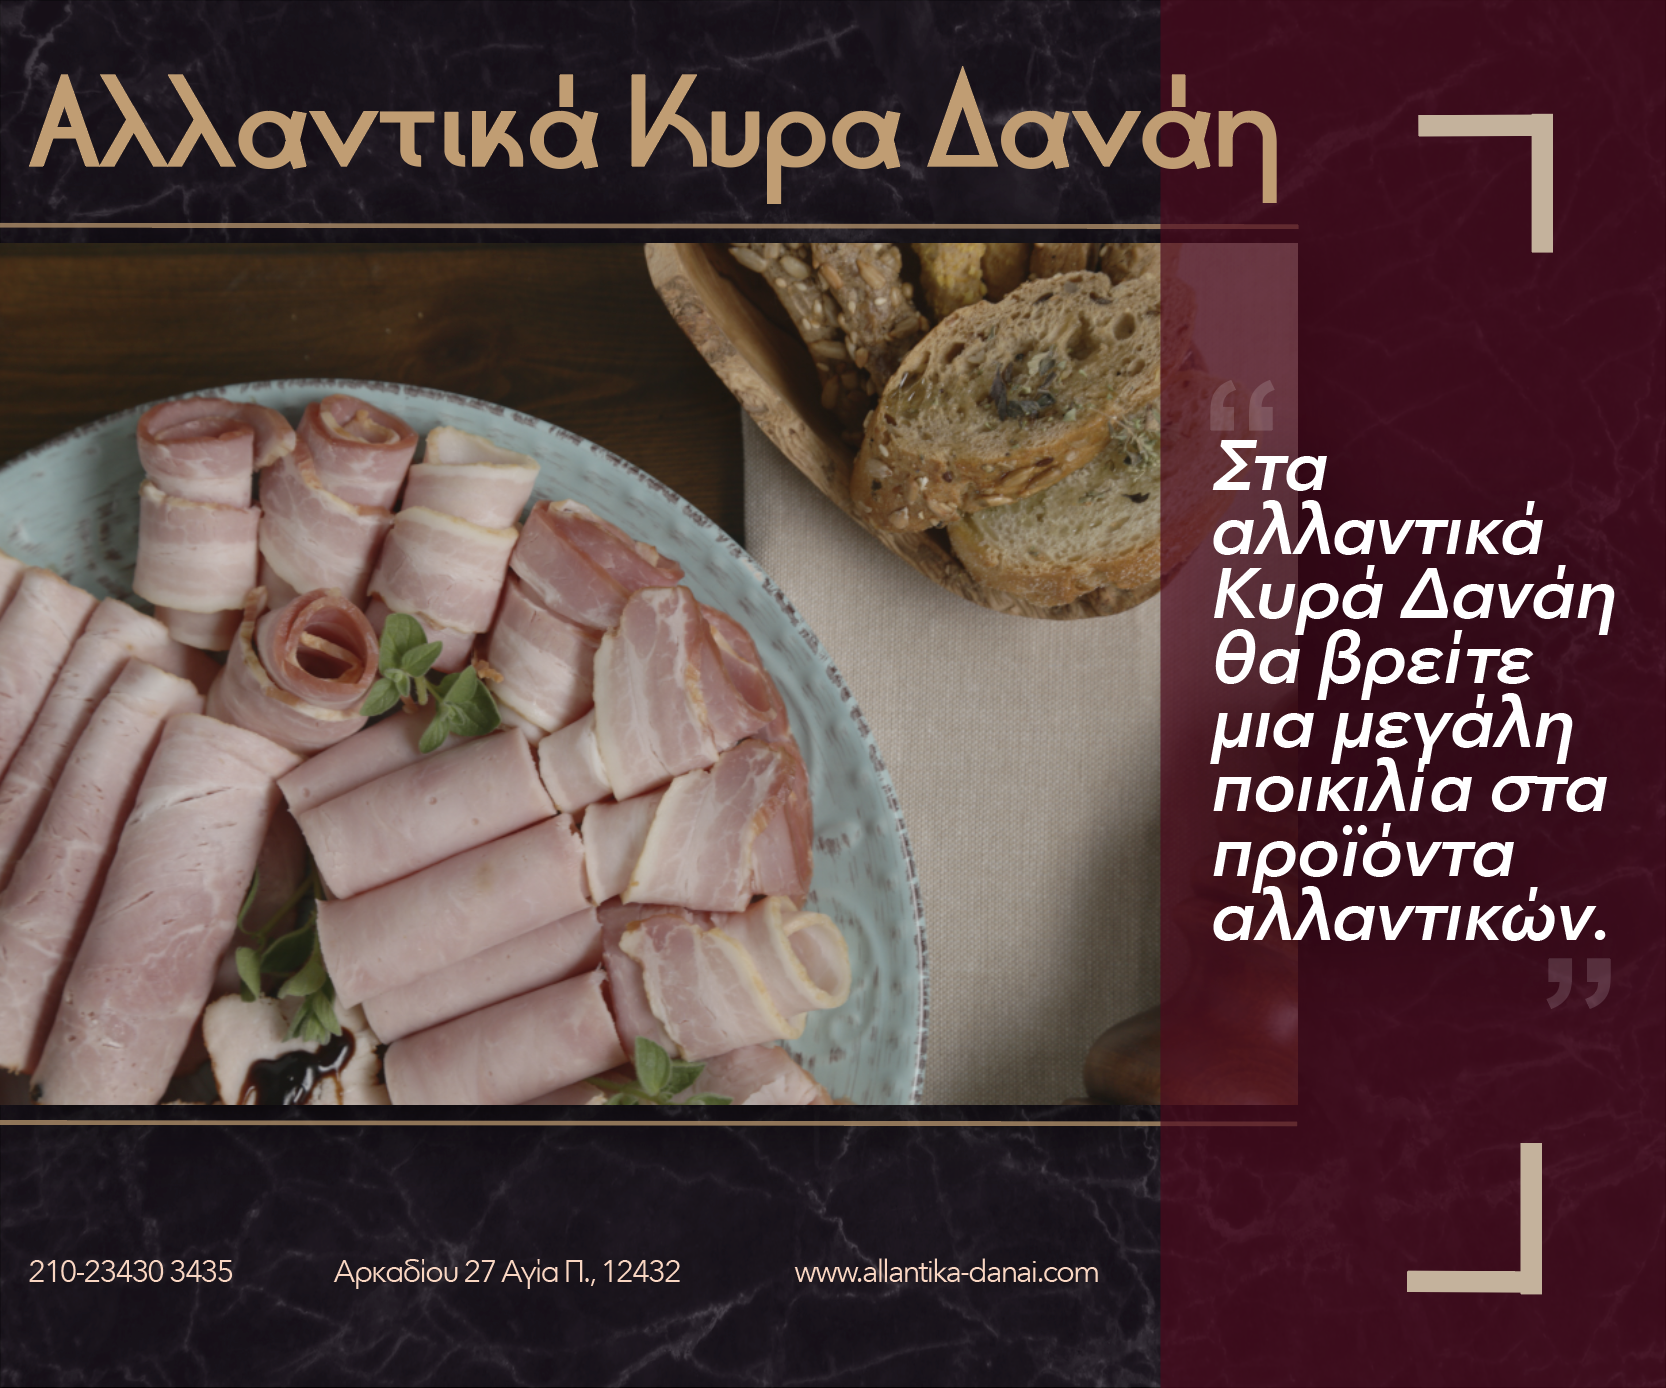 Αλλαντικά Κυρα Δανάη
“
Στα
αλλαντικά
Κυρά Δανάη
θα βρείτε
μια μεγάλη
ποικιλία στα
προϊόντα
αλλαντικών.
”
210-23430 3435 Αρκαδίου 27 Αγία Π., 12432 www.allantika-danai.com